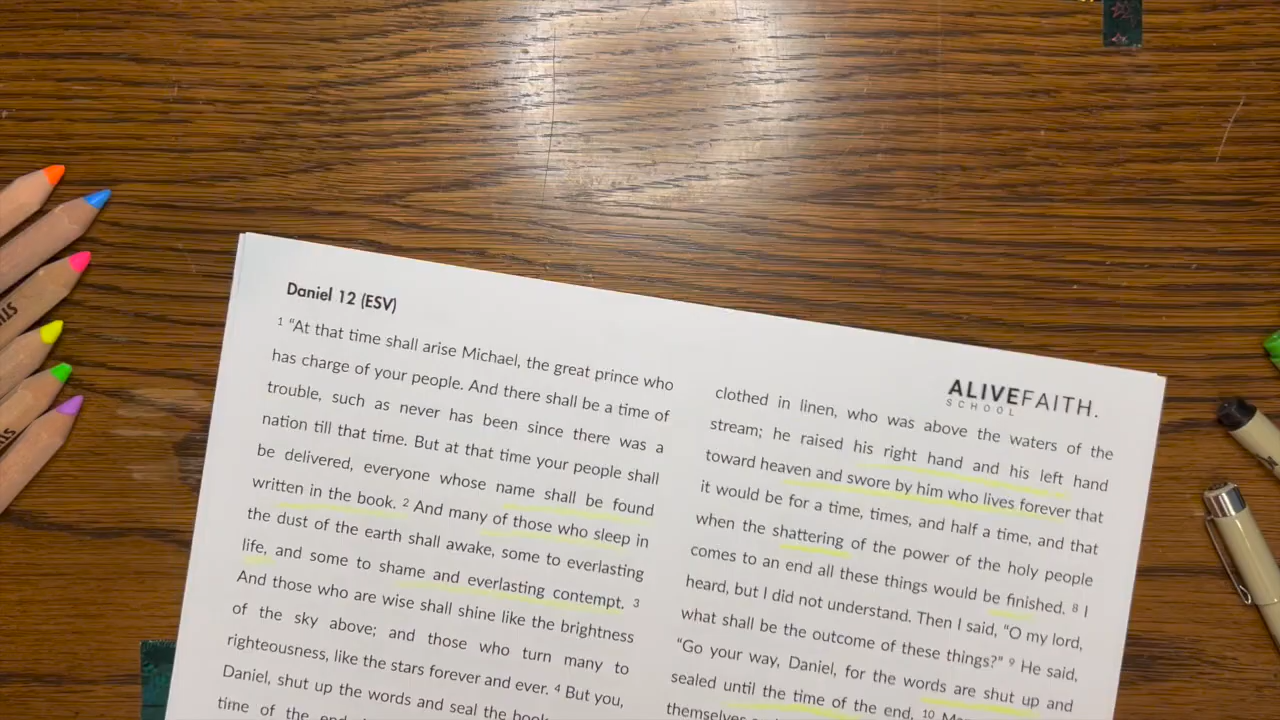 Daniel 12 (ESV)
1 “At that time shall arise Michael, the great prince who
has charge of your people. And there shall be a time of
trouble, such as never has been since there was a
nation till that time. But at that time your people shall
be delivered, everyone whose name shall be found
written in the book. 2 And many of those who sleep in
the dust of the earth shall awake, some to everlasting
life, and some to shame and everlasting contempt. 3
And those who are wise shall shine like the brightness
of the sky above; and those who turn many to
righteousness, like the stars forever and ever. 4 But you,
Daniel, shut up the words and seal the book
time of the end
ALIVEFAITH.
SCHOOL
clothed in linen, who was above the waters of the
stream; he raised his right hand and his left hand
toward heaven and swore by him who lives forever that
it would be for a time, times, and half a time, and that
when the shattering of the power of the holy people
comes to an end all these things would be finished. 8 I
heard, but I did not understand. Then I said, “O my lord,
what shall be the outcome of these things?” 9 He said,
“Go your way, Daniel, for the words are shut up and
sealed until the time of the end. 10
themselves